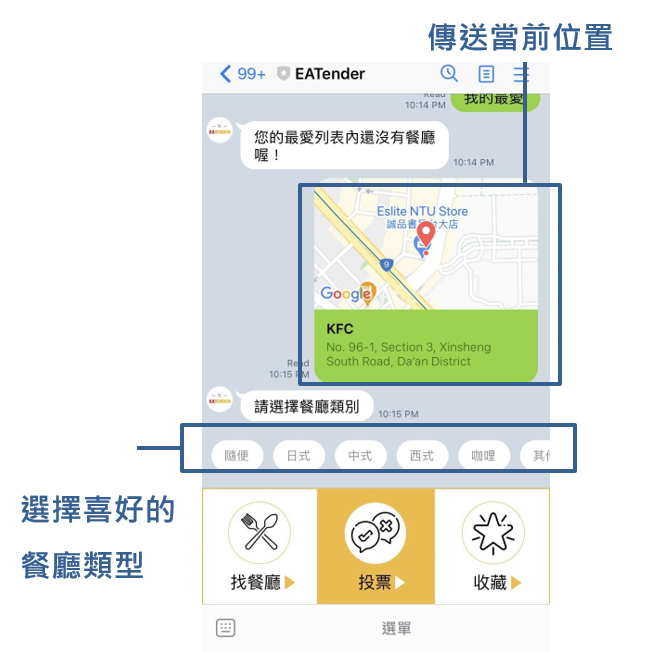 傳送當前位置
99+
EATender
Read
10:14 PM
我的最愛
EATENDER
您的最愛列表內還沒有餐廳
喔！
10:14 PM
Eslite NTU Store
誠品書店台大店
9
Google
KFC
No. 96-1, Section 3, Xinsheng
South Road, Da'an District
Read
10:15 PM
EATENDER
請選擇餐廳類別
10:15 PM
隨便
日式
中式
西式
咖哩
其他
選擇喜好的
餐廳類型
找餐廳
投票
收藏
選單